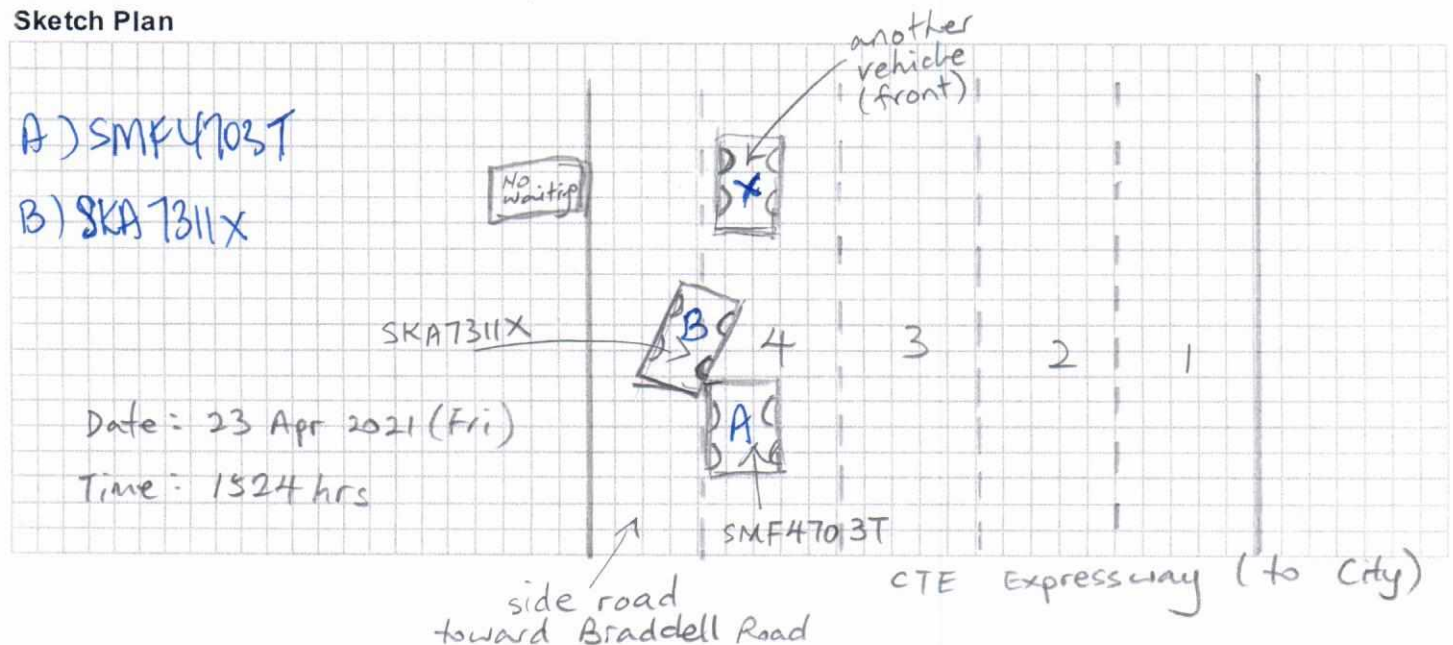 Sketch Plan
another
vehicle
(front)
A) SMF4703T
B) SKA7311X
No
waiting
X
SKA7311X
B
4
3
2
1
A
Date: 23 Apr 2021 (Fri)
Time: 1524 hrs
SMF4703T
CTE Expressway (to City)
side road
toward Braddell Road